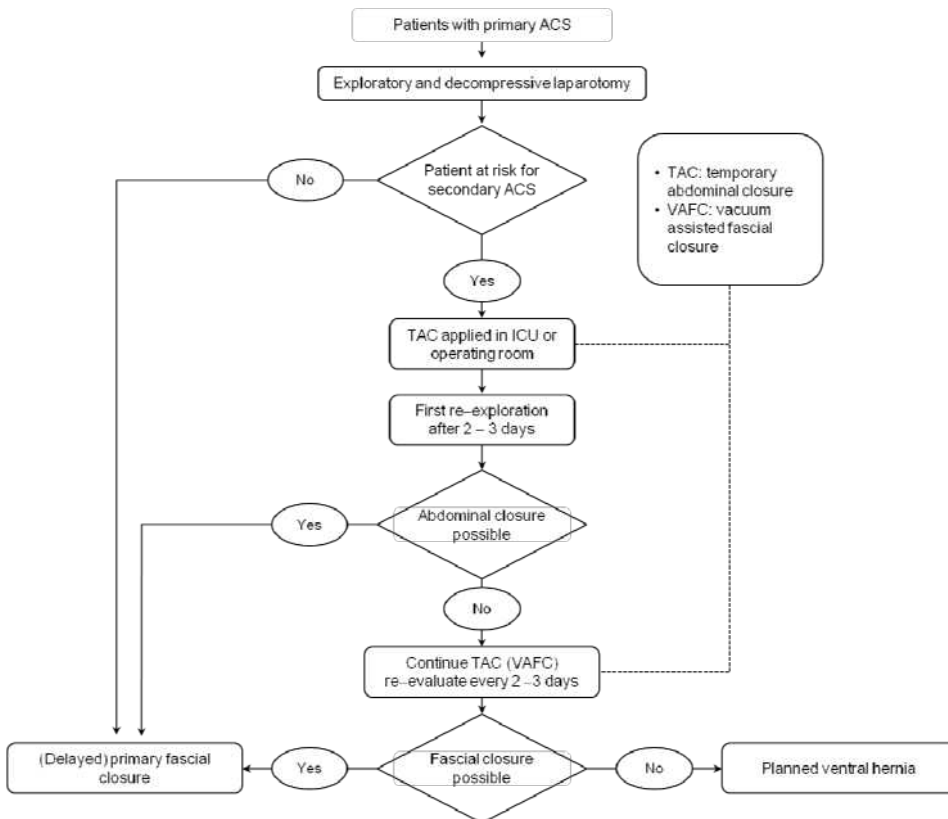 Patients with primary ACS
Exploratory and decompressive laparotomy
No
Patient at risk for
secondary ACS
• TAC: temporary
abdominal closure
• VAFC: vacuum
assisted fascial
closure
Yes
TAC applied in ICU or
operating room
First re–exploration
after 2 – 3 days
Yes
Abdominal closure
possible
No
Continue TAC (VAFC)
re–evaluate every 2 –3 days
(Delayed) primary fascial
closure
Yes
Fascial closure
possible
No
Planned ventral hernia